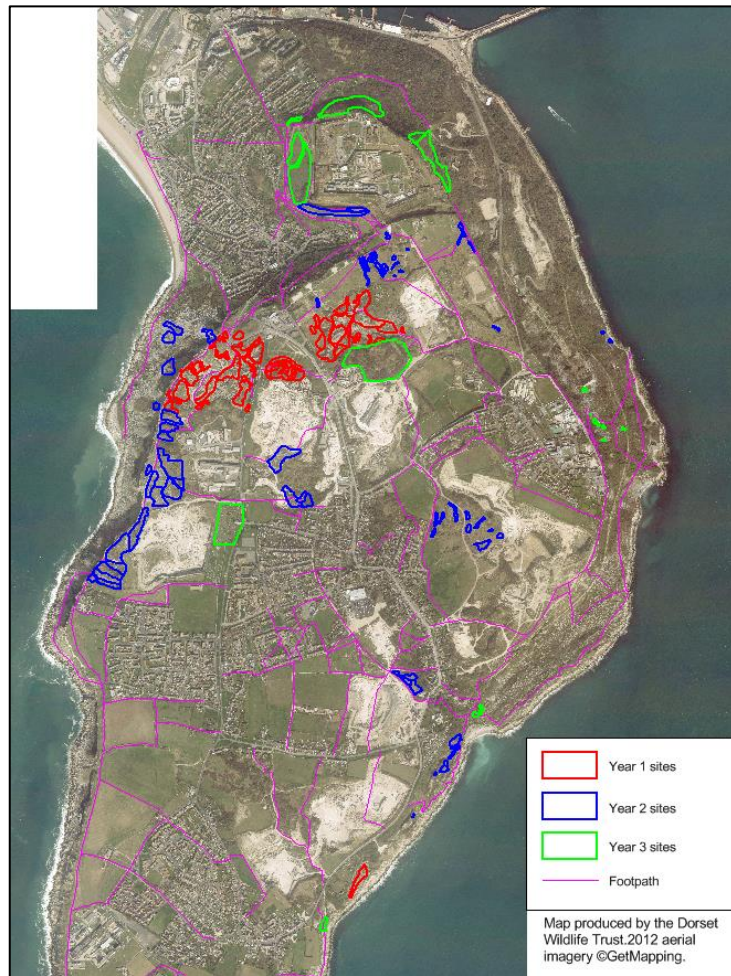 Year 1 sites
Year 2 sites
Year 3 sites
Footpath
Map produced by the Dorset
Wildlife Trust.2012 aerial
imagery ©GetMapping.